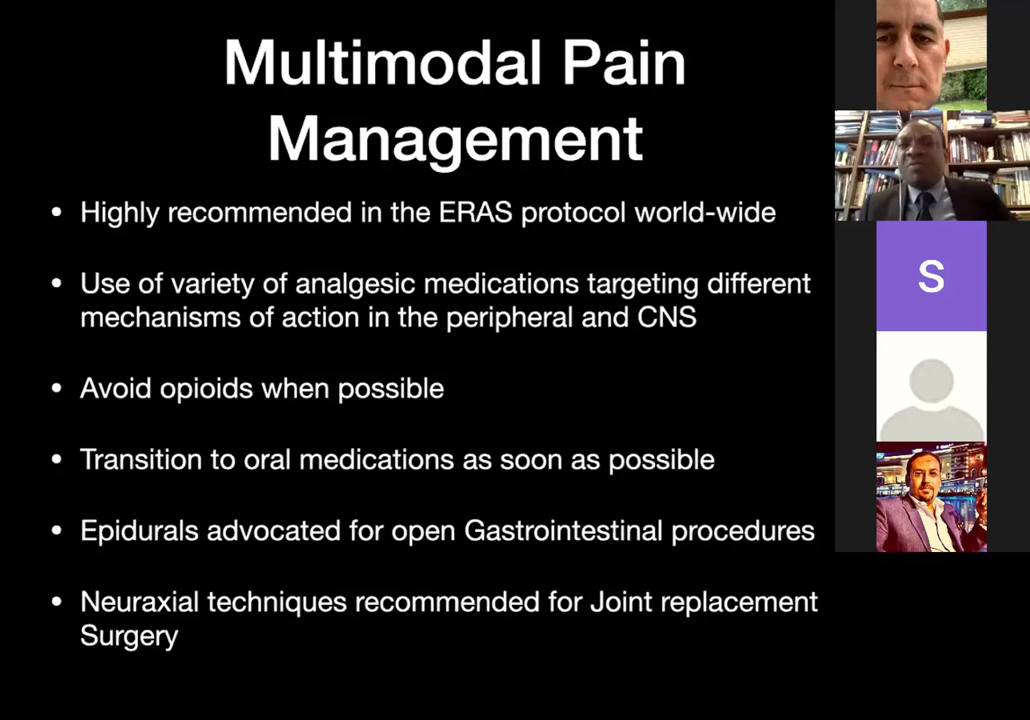 Multimodal Pain
Management
• Highly recommended in the ERAS protocol world-wide
• Use of variety of analgesic medications targeting different
mechanisms of action in the peripheral and CNS
• Avoid opioids when possible
• Transition to oral medications as soon as possible
• Epidurals advocated for open Gastrointestinal procedures
• Neuraxial techniques recommended for Joint replacement
Surgery
S